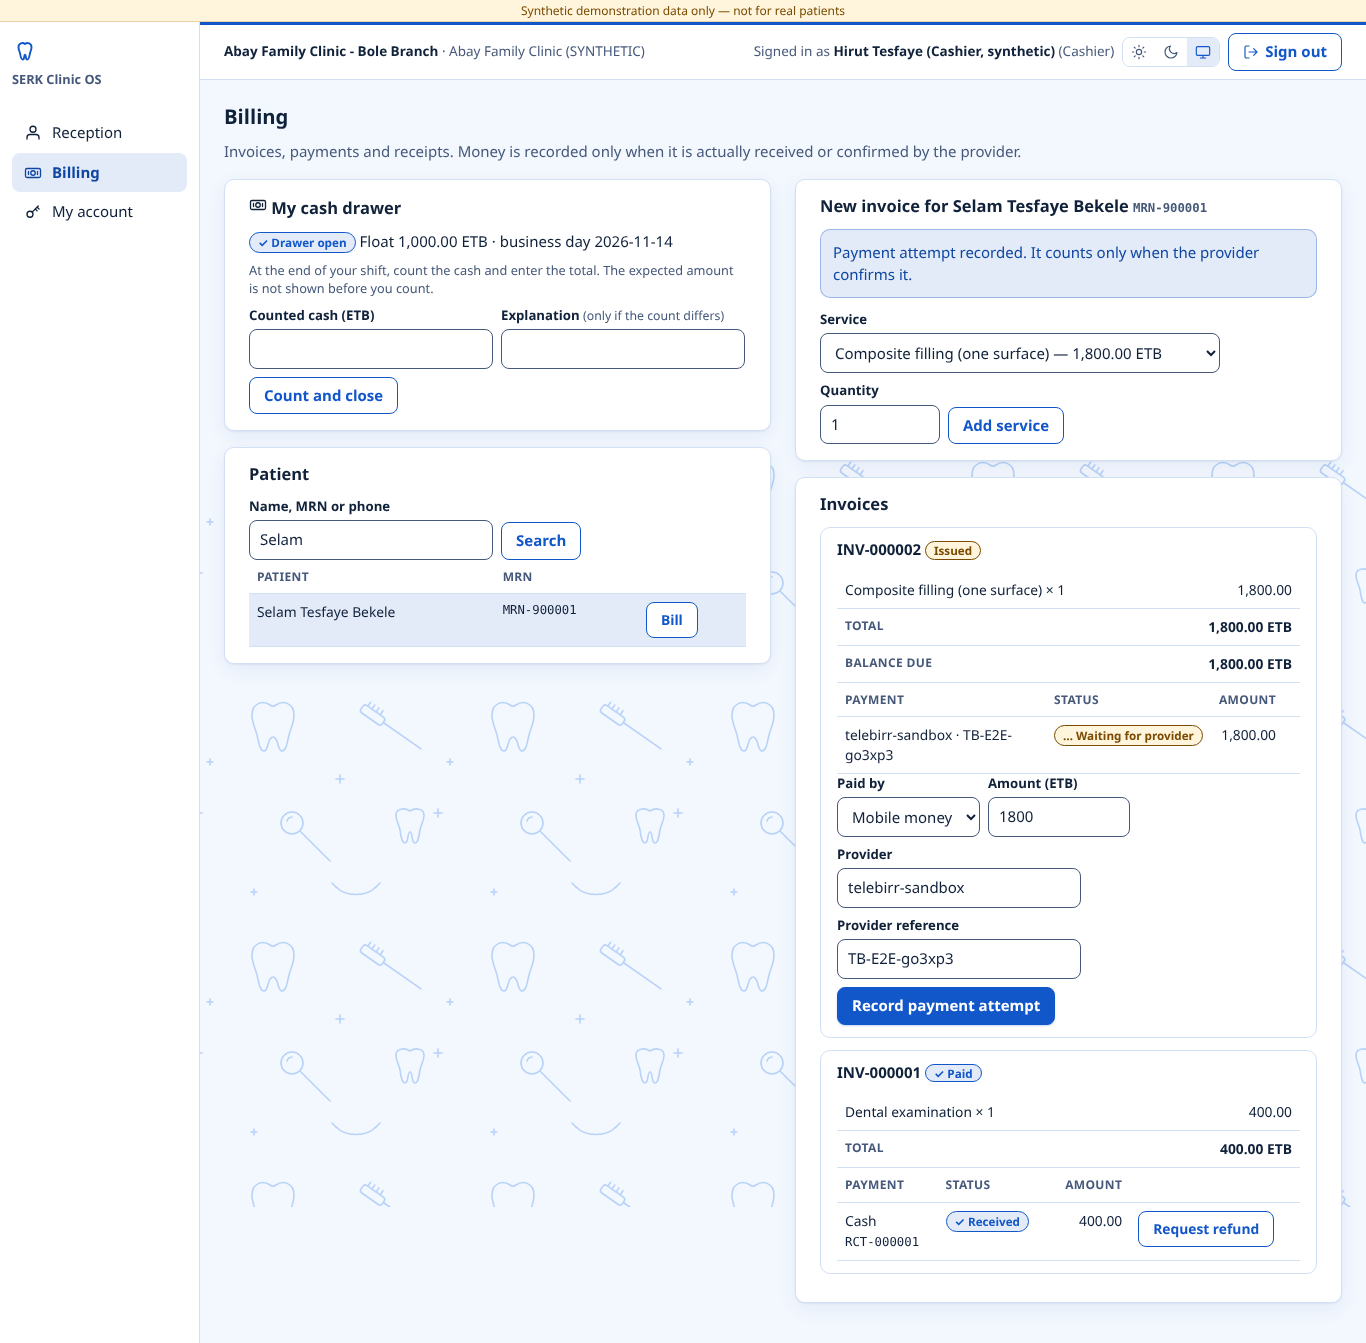 Synthetic demonstration data only — not for real patients
SERK Clinic OS
Reception
Billing
My account
Abay Family Clinic - Bole Branch · Abay Family Clinic (SYNTHETIC)
Signed in as Hirut Tesfaye (Cashier, synthetic) (Cashier)
Sign out
Billing
Invoices, payments and receipts. Money is recorded only when it is actually received or confirmed by the provider.
My cash drawer
✓ Drawer open Float 1,000.00 ETB · business day 2026-11-14
At the end of your shift, count the cash and enter the total. The expected amount
is not shown before you count.
Counted cash (ETB) Explanation (only if the count differs)
Count and close
Patient
Name, MRN or phone
Selam Search
PATIENT MRN
Selam Tesfaye Bekele MRN-900001 Bill
New invoice for Selam Tesfaye Bekele MRN-900001
Payment attempt recorded. It counts only when the provider
confirms it.
Service
Composite filling (one surface) — 1,800.00 ETB
Quantity
1 Add service
Invoices
INV-000002 Issued
Composite filling (one surface) × 1 1,800.00
TOTAL 1,800.00 ETB
BALANCE DUE 1,800.00 ETB
PAYMENT STATUS AMOUNT
telebirr-sandbox · TB-E2E- … Waiting for provider 1,800.00
go3xp3
Paid by Amount (ETB)
Mobile money 1800
Provider
telebirr-sandbox
Provider reference
TB-E2E-go3xp3
Record payment attempt
INV-000001 ✓ Paid
Dental examination × 1 400.00
TOTAL 400.00 ETB
PAYMENT STATUS AMOUNT
Cash ✓ Received 400.00 Request refund
RCT-000001